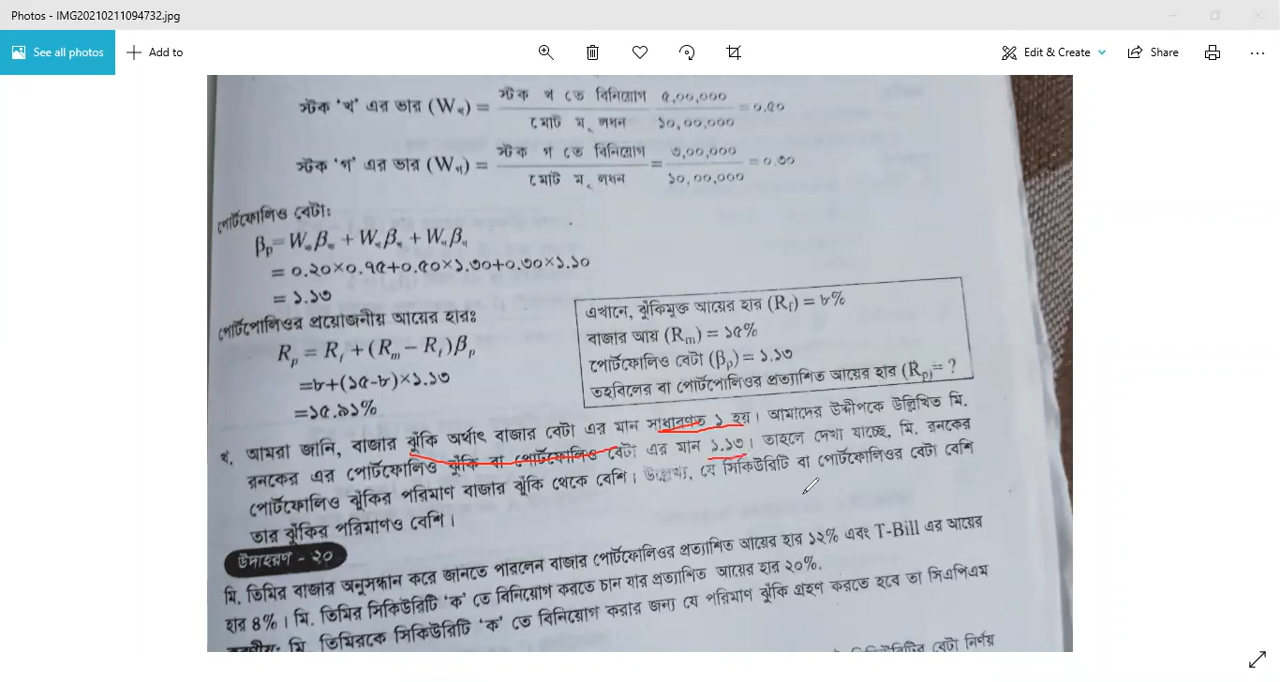 Photos - IMG20210211094732.jpg
See all photos
Add to
Edit & Create
Share
স্টক 'খ' এর ভার (Wখ) = স্টক খ তে বিনিয়োগ / মোট মূলধন ৫,০০,০০০ / ১০,০০,০০০ = ০.৫০
স্টক 'গ' এর ভার (Wগ) = স্টক গ তে বিনিয়োগ / মোট মূলধন = ৩,০০,০০০ / ১০,০০,০০০ = ০.৩০
পোর্টফোলিও বেটা:
βp= Wকβক + Wখβখ + Wগβগ
= ০.২০×০.৭৫+০.৫০×১.৩০+০.৩০×১.১০
= ১.১৩
পোর্টপোলিওর প্রয়োজনীয় আয়ের হারঃ
Rp = Rf + (Rm − Rf)βp
=৮+(১৫-৮)×১.১৩
=১৫.৯১%
এখানে, ঝুঁকিমুক্ত আয়ের হার (Rf) = ৮%
বাজার আয় (Rm) = ১৫%
পোর্টফোলিও বেটা (βp) = ১.১৩
তহবিলের বা পোর্টপোলিওর প্রত্যাশিত আয়ের হার (Rp)= ?
খ. আমরা জানি, বাজার ঝুঁকি অর্থাৎ বাজার বেটা এর মান সাধারণত ১ হয়। আমাদের উদ্দীপকে উল্লিখিত মি.
রনকের এর পোর্টফোলিও ঝুঁকি বা পোর্টফোলিও বেটা এর মান ১.১৩। তাহলে দেখা যাচ্ছে, মি. রনকের
পোর্টফোলিও ঝুঁকির পরিমাণ বাজার ঝুঁকি থেকে বেশি। উল্লেখ্য, যে সিকিউরিটি বা পোর্টফোলিওর বেটা বেশি
তার ঝুঁকির পরিমাণও বেশি।
উদাহরণ - ২০
মি. তিমির বাজার অনুসন্ধান করে জানতে পারলেন বাজার পোর্টফোলিওর প্রত্যাশিত আয়ের হার ১২% এবং T-Bill এর আয়ের
হার 8%। মি. তিমির সিকিউরিটি 'ক' তে বিনিয়োগ করতে চান যার প্রত্যাশিত আয়ের হার ২০%.
করণীয়: মি. তিমিরকে সিকিউরিটি 'ক' তে বিনিয়োগ করার জন্য যে পরিমাণ ঝুঁকি গ্রহণ করতে হবে তা সিএপিএম
বেটা নির্ণয়